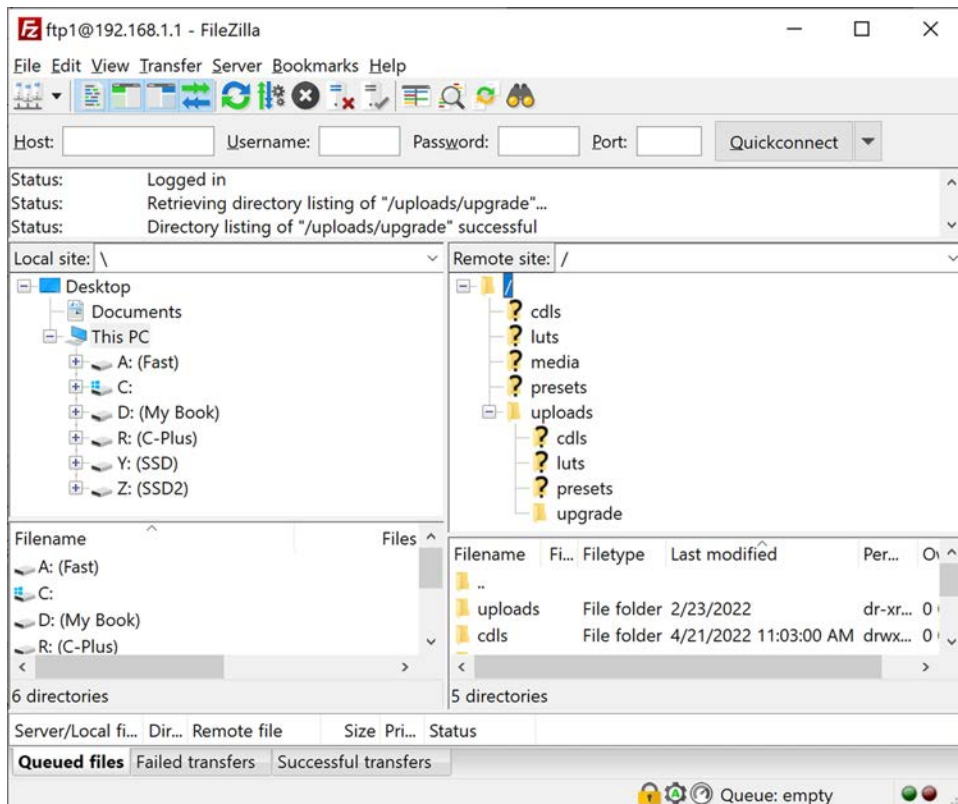 ftp1@192.168.1.1 - FileZilla
File Edit View Transfer Server Bookmarks Help
Host: Username: Password: Port: Quickconnect
Status: Logged in
Status: Retrieving directory listing of "/uploads/upgrade"...
Status: Directory listing of "/uploads/upgrade" successful
Local site: \
Desktop
Documents
This PC
A: (Fast)
C:
D: (My Book)
R: (C-Plus)
Y: (SSD)
Z: (SSD2)
Filename Files
A: (Fast)
C:
D: (My Book)
R: (C-Plus)
6 directories
Remote site: /
/
? cdls
? luts
? media
? presets
uploads
? cdls
? luts
? presets
upgrade
Filename Fi... Filetype Last modified Per...
..
uploads File folder 2/23/2022 dr-xr... 0
cdls File folder 4/21/2022 11:03:00 AM drwx... 0
5 directories
Server/Local fi... Dir... Remote file Size Pri... Status
Queued files Failed transfers Successful transfers
Queue: empty